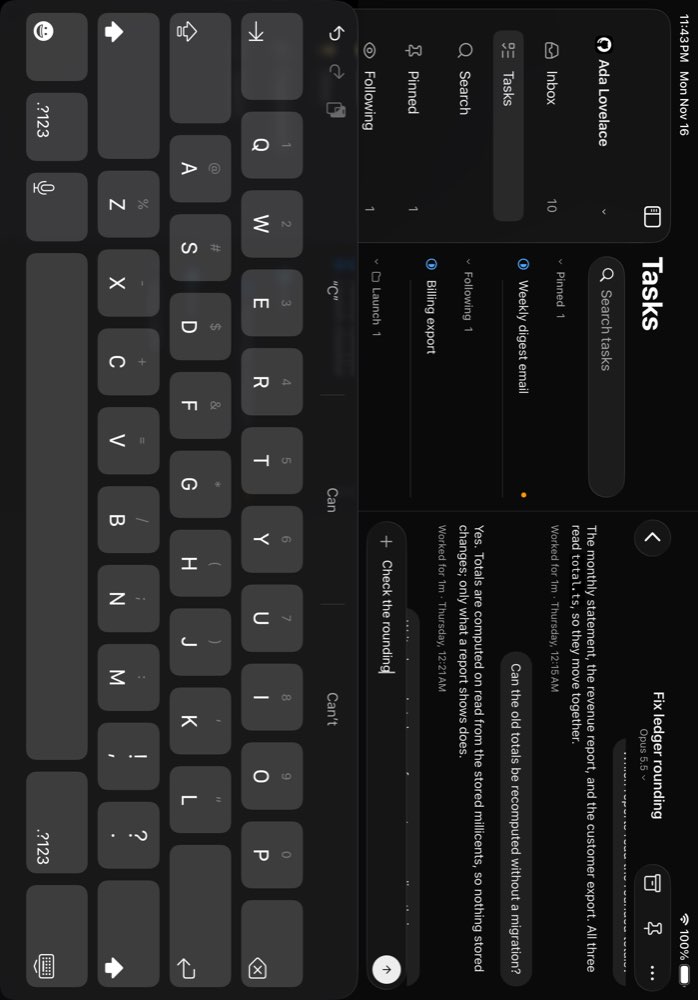 11:43 PM Mon Nov 16
100%
Ada Lovelace
Inbox 10
Tasks
Search
Pinned 1
Following 1
Tasks
Search tasks
Pinned 1
Weekly digest email
Following 1
Billing export
Launch 1
Fix ledger rounding
Opus 5.5
The monthly statement, the revenue report, and the customer export. All three
read total.ts, so they move together.
Worked for 1m · Thursday, 12:15 AM
Can the old totals be recomputed without a migration?
Yes. Totals are computed on read from the stored millicents, so nothing stored
changes; only what a report shows does.
Worked for 1m · Thursday, 12:21 AM
Check the rounding
"C" Can Can't
1 2 3 4 5 6 7 8 9 0
Q W E R T Y U I O P
@ # $ & * ( ) ' "
A S D F G H J K L
% - + = / ; : ! ?
Z X C V B N M , .
.?123 .?123